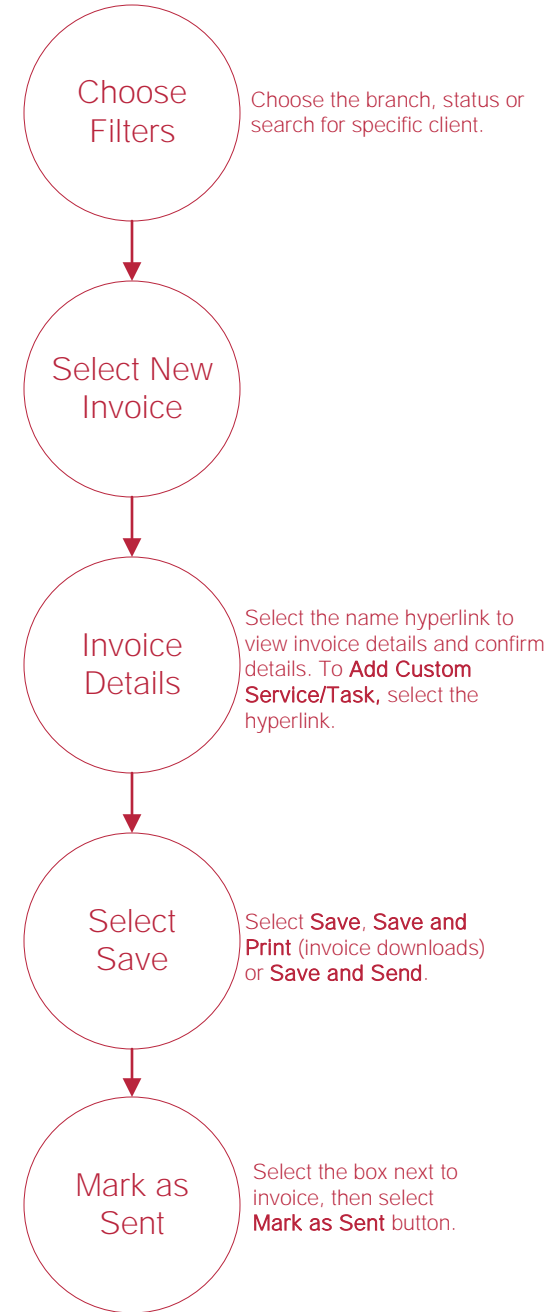 Choose
Filters
Choose the branch, status or
search for specific client.
Select New
Invoice
Invoice
Details
Select the name hyperlink to
view invoice details and confirm
details. To Add Custom
Service/Task, select the
hyperlink.
Select
Save
Select Save, Save and
Print (invoice downloads)
or Save and Send.
Mark as
Sent
Select the box next to
invoice, then select
Mark as Sent button.